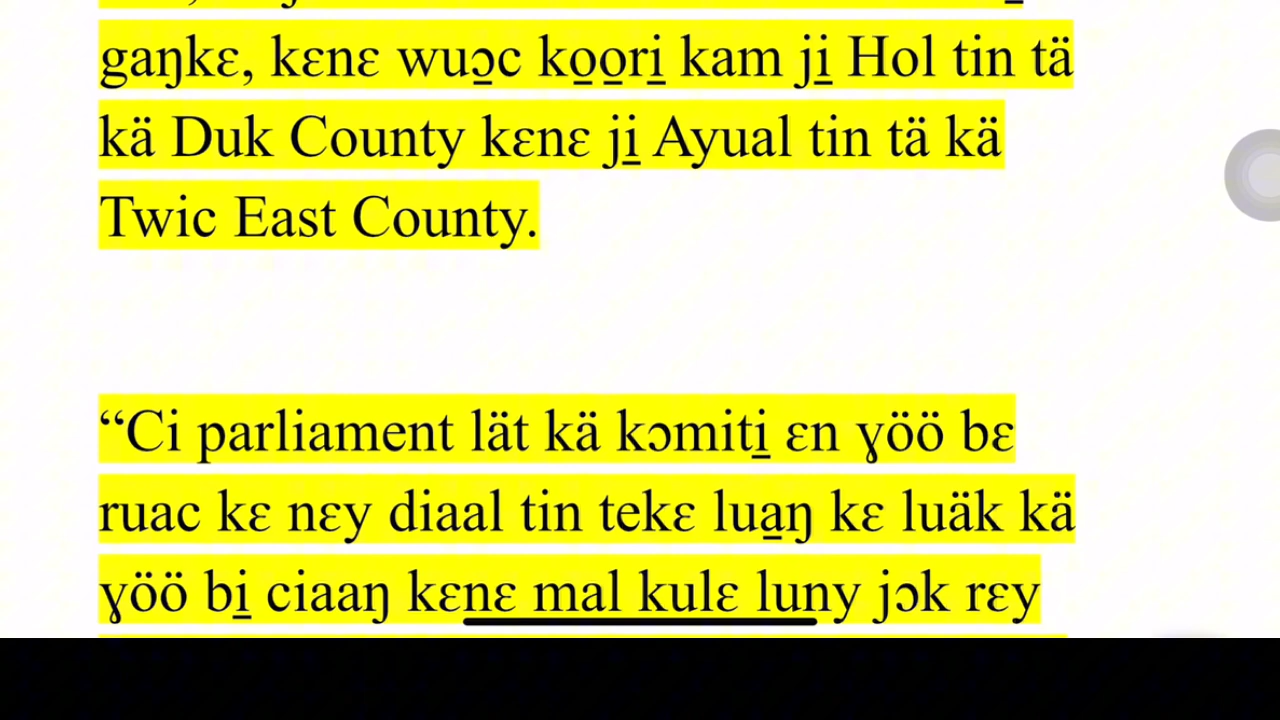 gaŋkɛ, kɛnɛ wuɔ̱c ko̱o̱ri̱ kam ji̱ Hol tin tä
kä Duk County kɛnɛ ji̱ Ayual tin tä kä
Twic East County.
“Ci parliament lät kä kɔmiti̱ ɛn ɣöö bɛ
ruac kɛ nɛy diaal tin tekɛ lua̱ŋ kɛ luäk kä
ɣöö bi̱ ciaaŋ kɛnɛ mal kulɛ luny jɔk rɛy